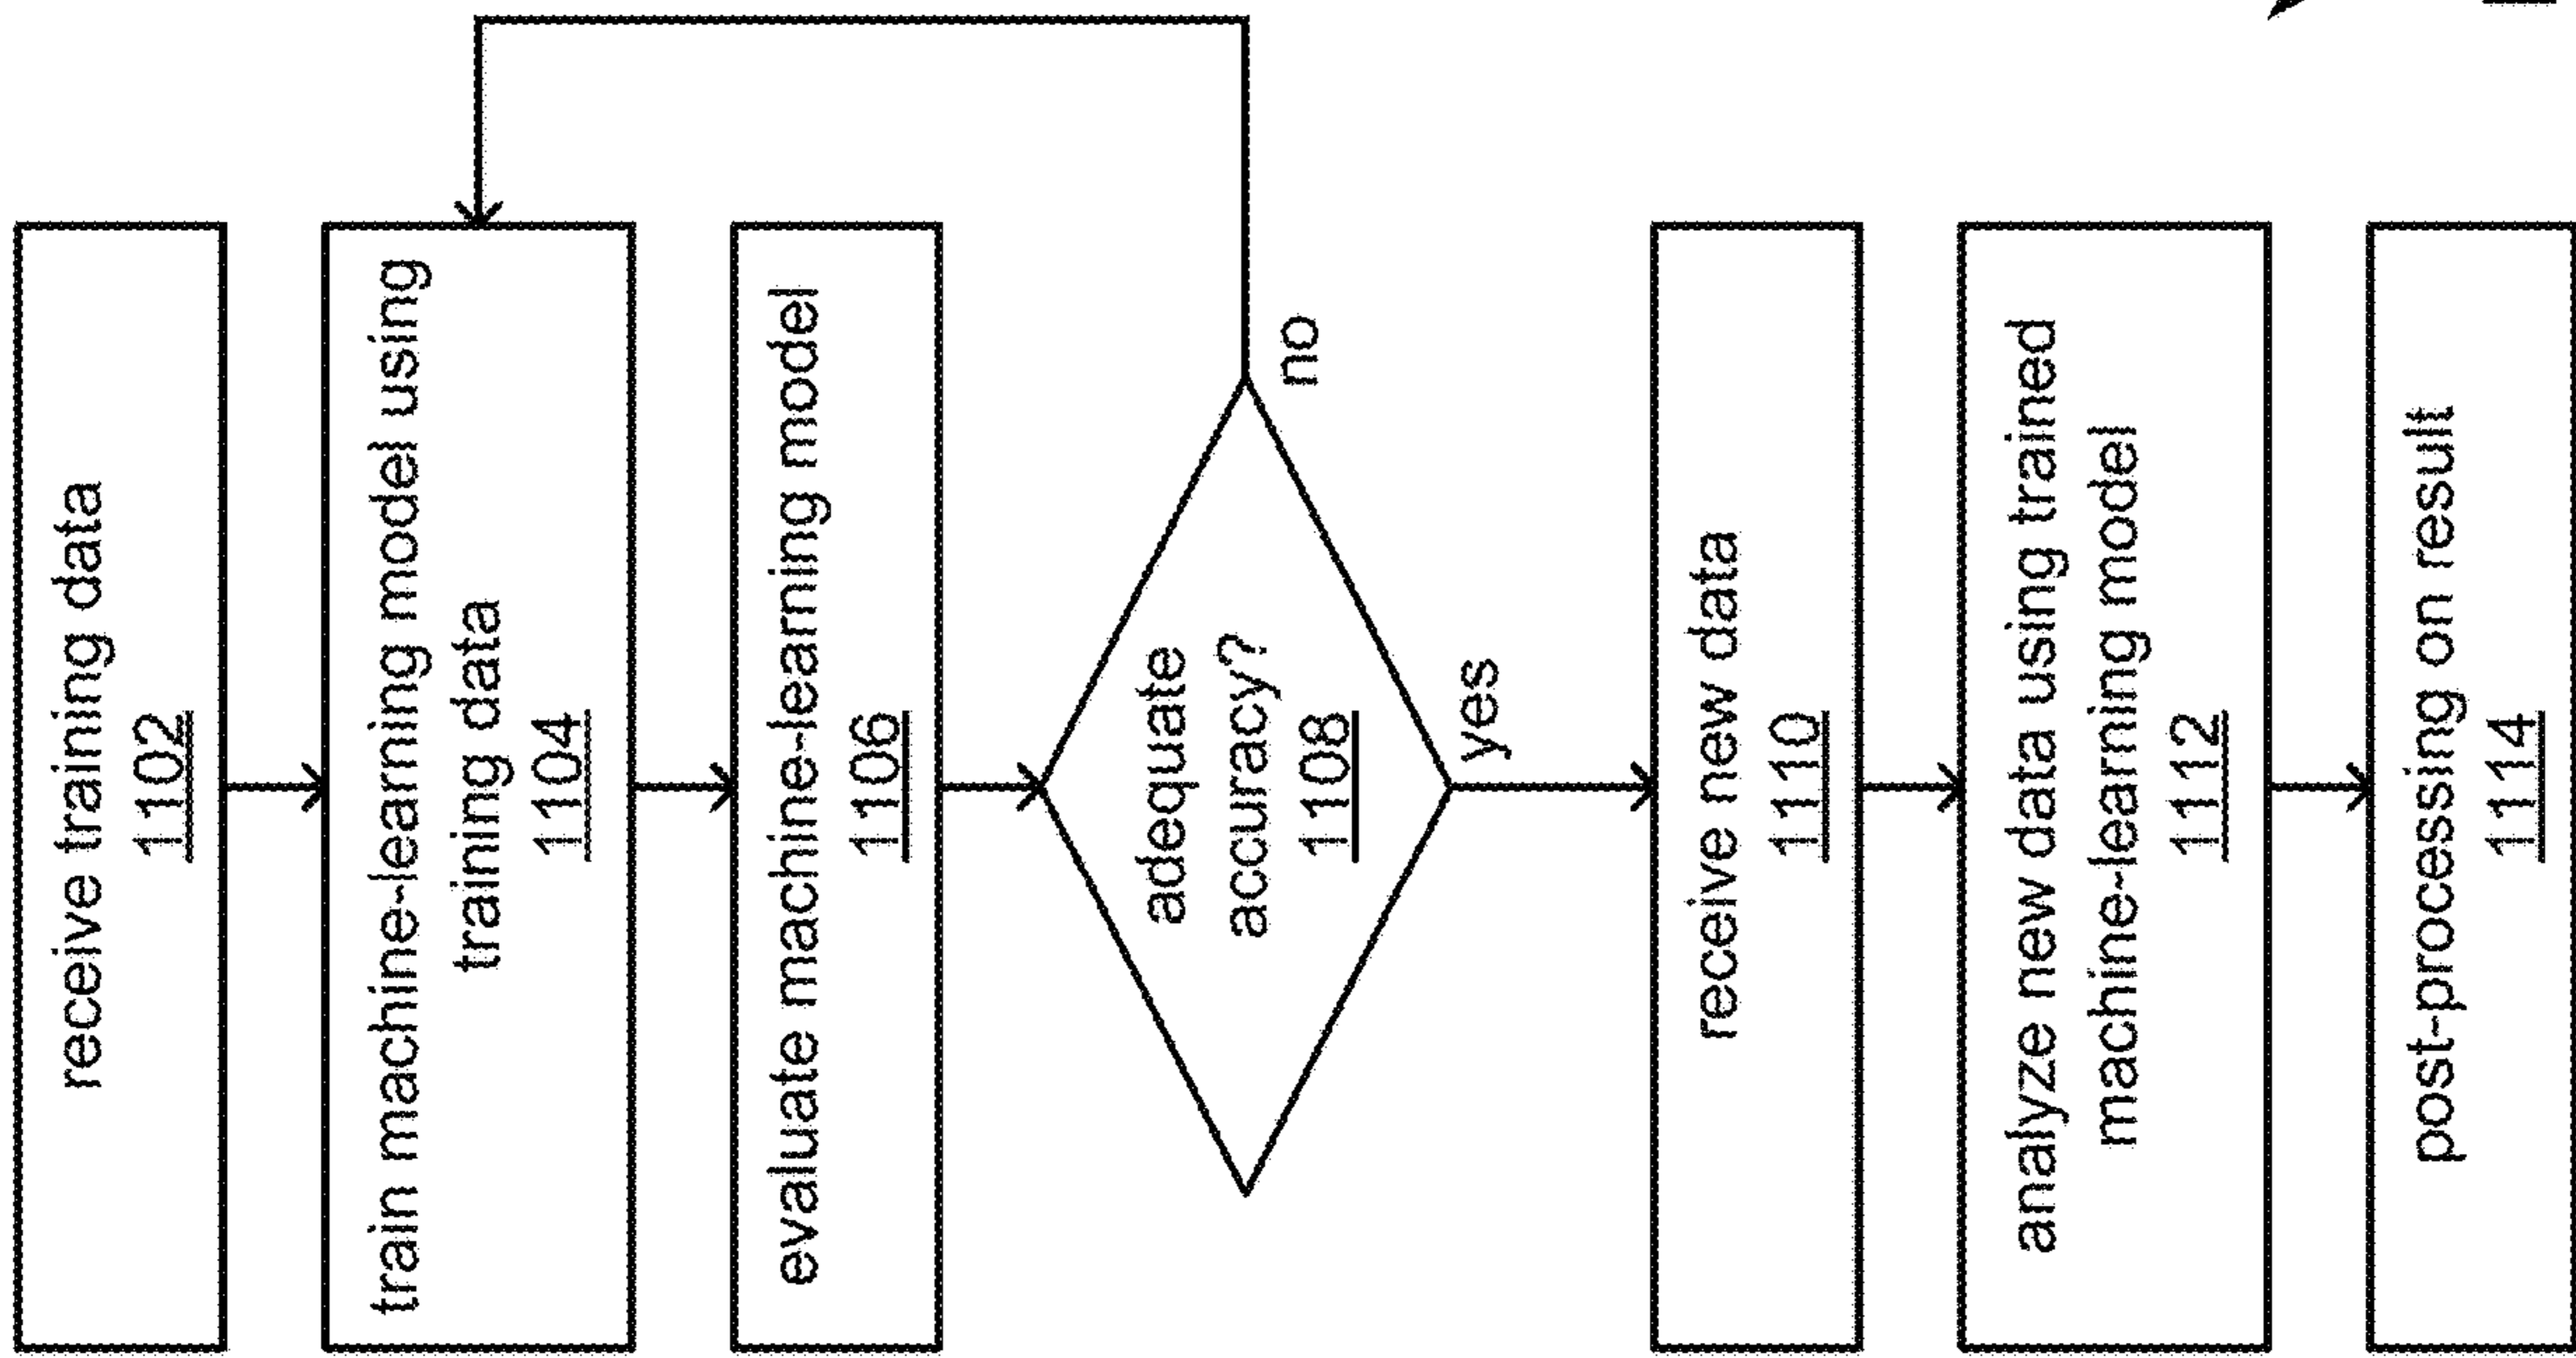 receive training data
1102
train machine-learning model using
training data
1104
evaluate machine-learning model
1106
adequate
accuracy?
1108
no
yes
receive new data
1110
analyze new data using trained
machine-learning model
1112
post-processing on result
1114